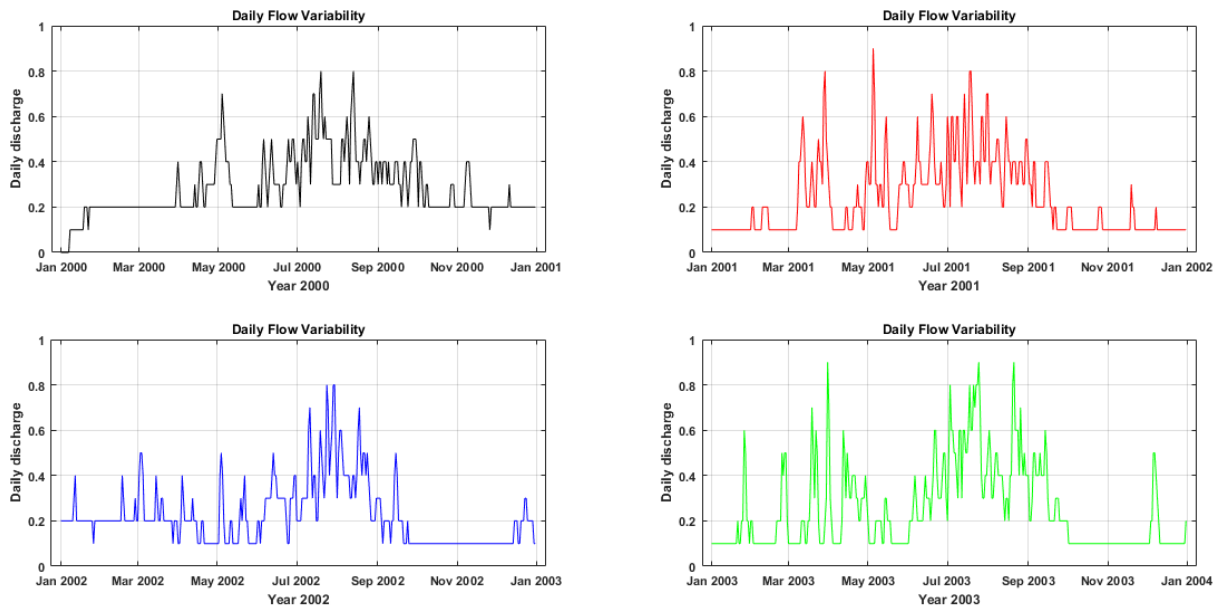 Daily Flow Variability
1
0.8
0.6
0.4
0.2
0
Daily discharge
Jan 2000 Mar 2000 May 2000 Jul 2000 Sep 2000 Nov 2000 Jan 2001
Year 2000
Daily Flow Variability
1
0.8
0.6
0.4
0.2
0
Daily discharge
Jan 2001 Mar 2001 May 2001 Jul 2001 Sep 2001 Nov 2001 Jan 2002
Year 2001
Daily Flow Variability
1
0.8
0.6
0.4
0.2
0
Daily discharge
Jan 2002 Mar 2002 May 2002 Jul 2002 Sep 2002 Nov 2002 Jan 2003
Year 2002
Daily Flow Variability
1
0.8
0.6
0.4
0.2
0
Daily discharge
Jan 2003 Mar 2003 May 2003 Jul 2003 Sep 2003 Nov 2003 Jan 2004
Year 2003